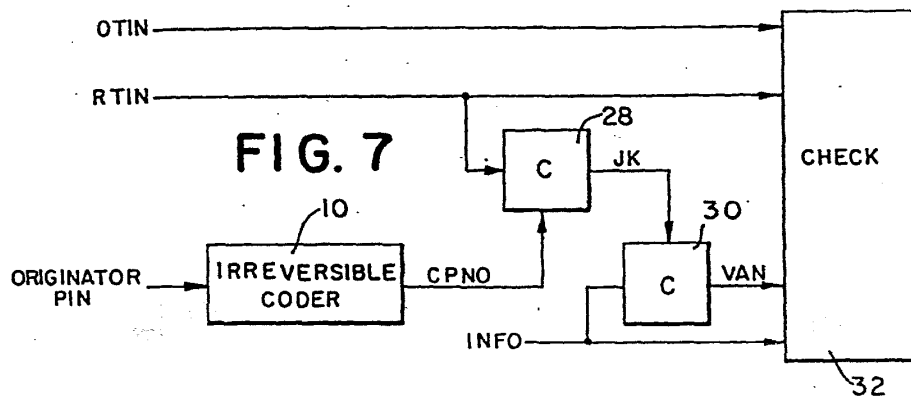 OTIN
RTIN
FIG. 7
28
C
JK
CHECK
10
30
ORIGINATOR
PIN
IRREVERSIBLE
CODER
CPNO
C
VAN
INFO
32